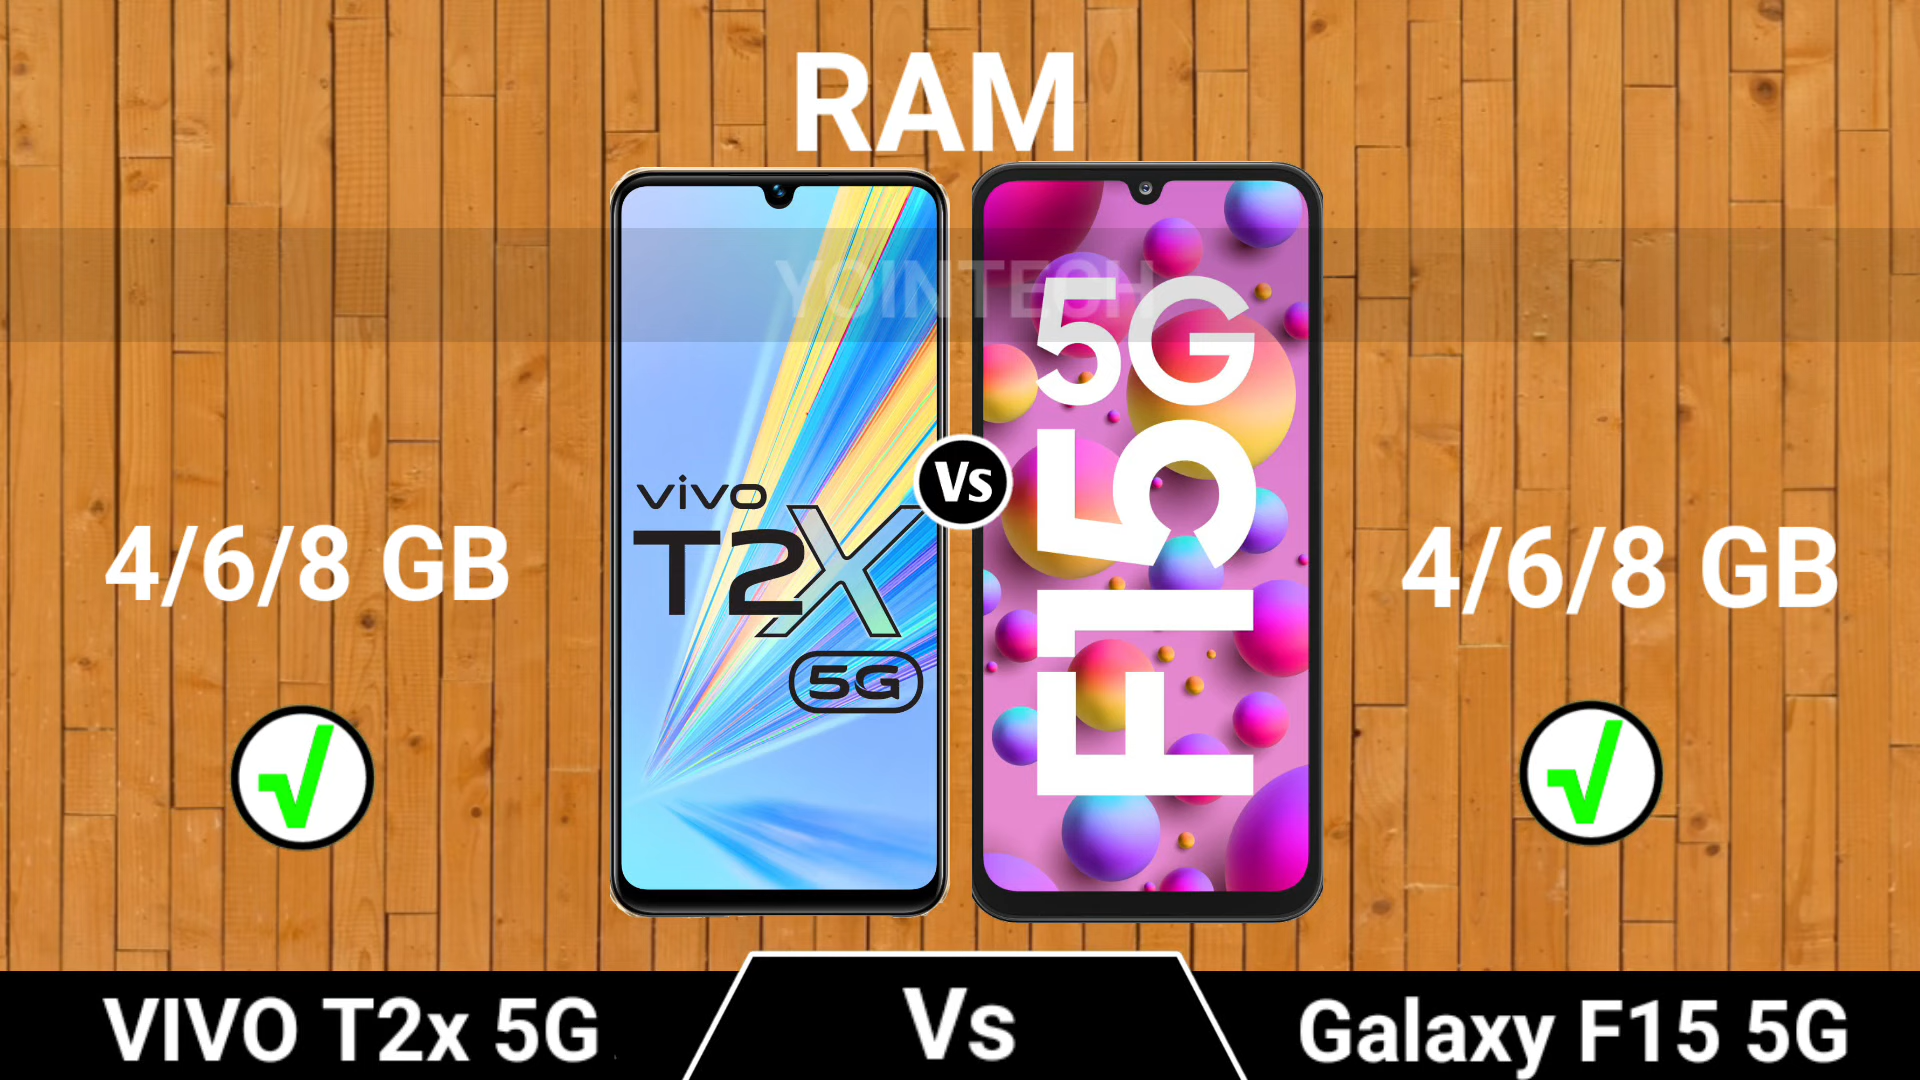 RAM
YOINTECH
5G
F15
Vs
vivo
T2X
5G
4/6/8 GB
4/6/8 GB
VIVO T2x 5G
Vs
Galaxy F15 5G